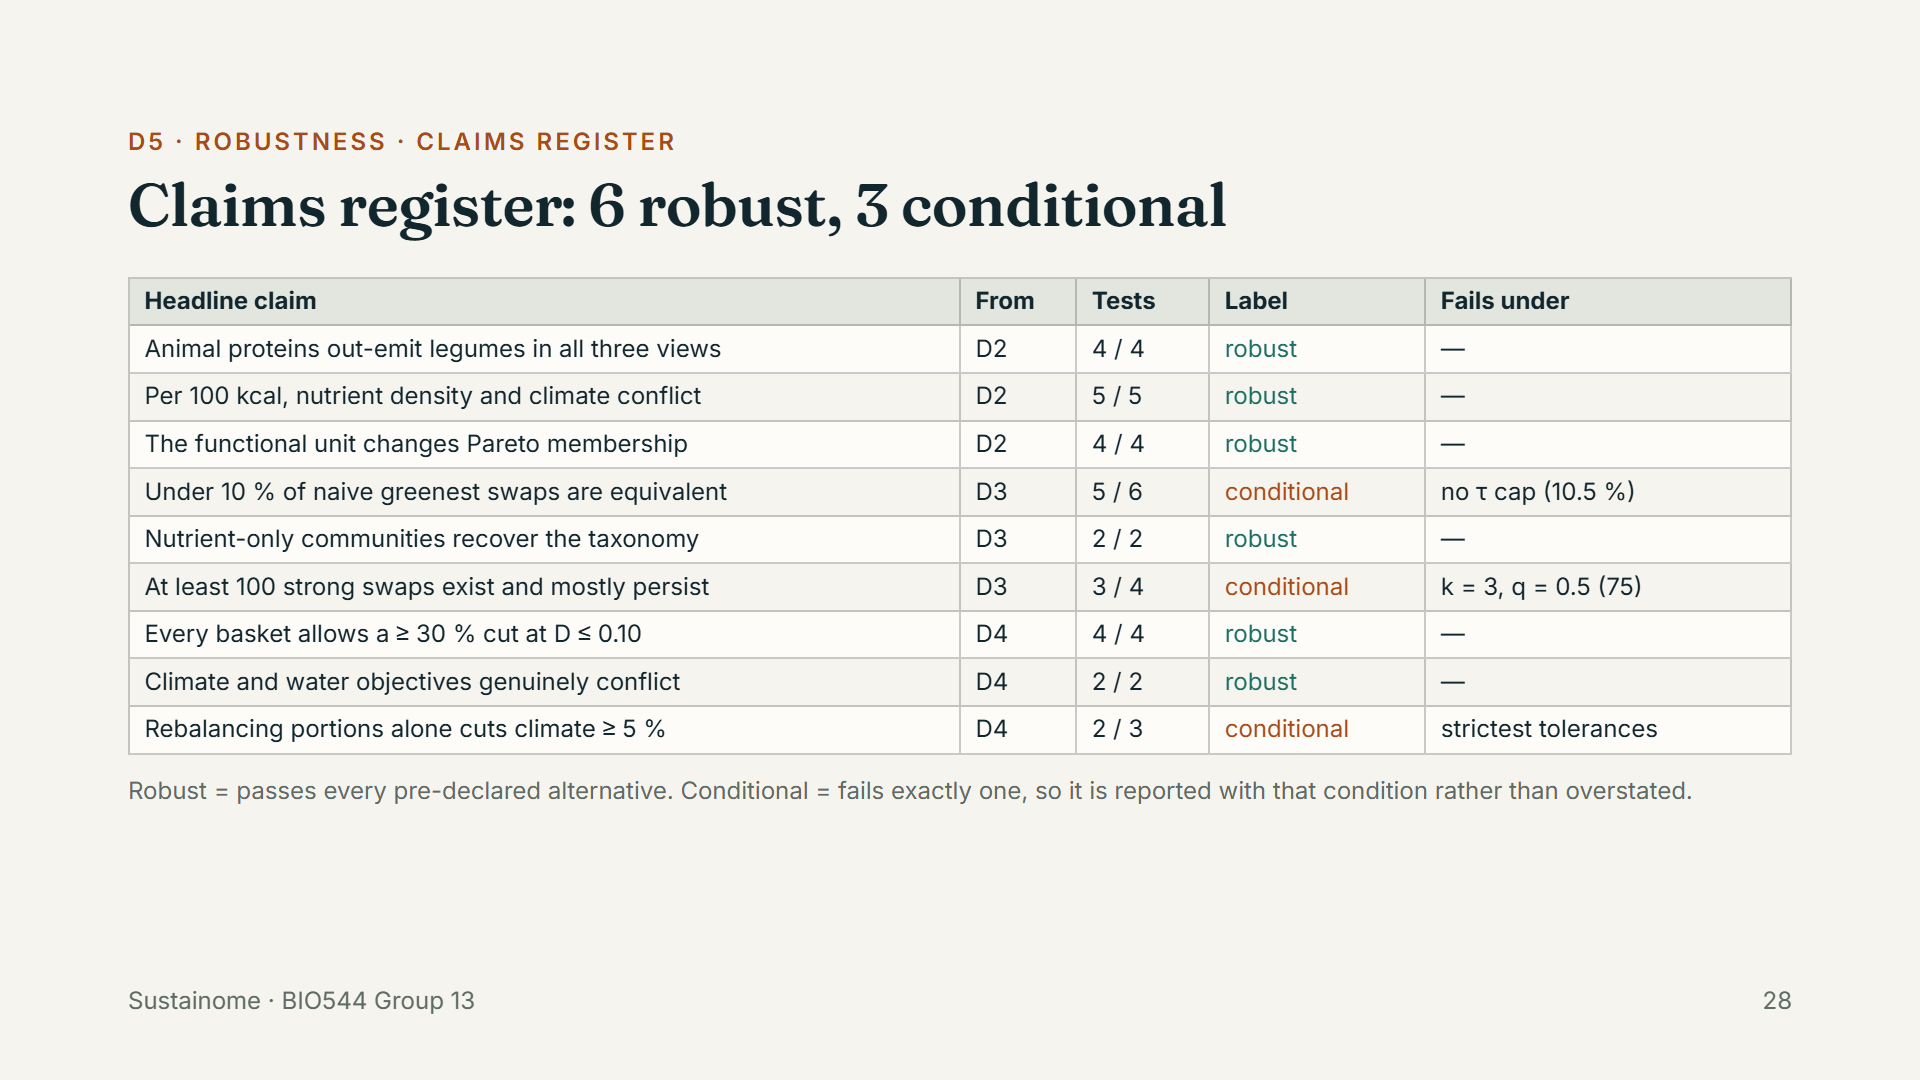 D5 · ROBUSTNESS · CLAIMS REGISTER
Claims register: 6 robust, 3 conditional
Headline claim From Tests Label Fails under
Animal proteins out-emit legumes in all three views D2 4 / 4 robust —
Per 100 kcal, nutrient density and climate conflict D2 5 / 5 robust —
The functional unit changes Pareto membership D2 4 / 4 robust —
Under 10 % of naive greenest swaps are equivalent D3 5 / 6 conditional no τ cap (10.5 %)
Nutrient-only communities recover the taxonomy D3 2 / 2 robust —
At least 100 strong swaps exist and mostly persist D3 3 / 4 conditional k = 3, q = 0.5 (75)
Every basket allows a ≥ 30 % cut at D ≤ 0.10 D4 4 / 4 robust —
Climate and water objectives genuinely conflict D4 2 / 2 robust —
Rebalancing portions alone cuts climate ≥ 5 % D4 2 / 3 conditional strictest tolerances
Robust = passes every pre-declared alternative. Conditional = fails exactly one, so it is reported with that condition rather than overstated.
Sustainome · BIO544 Group 13
28